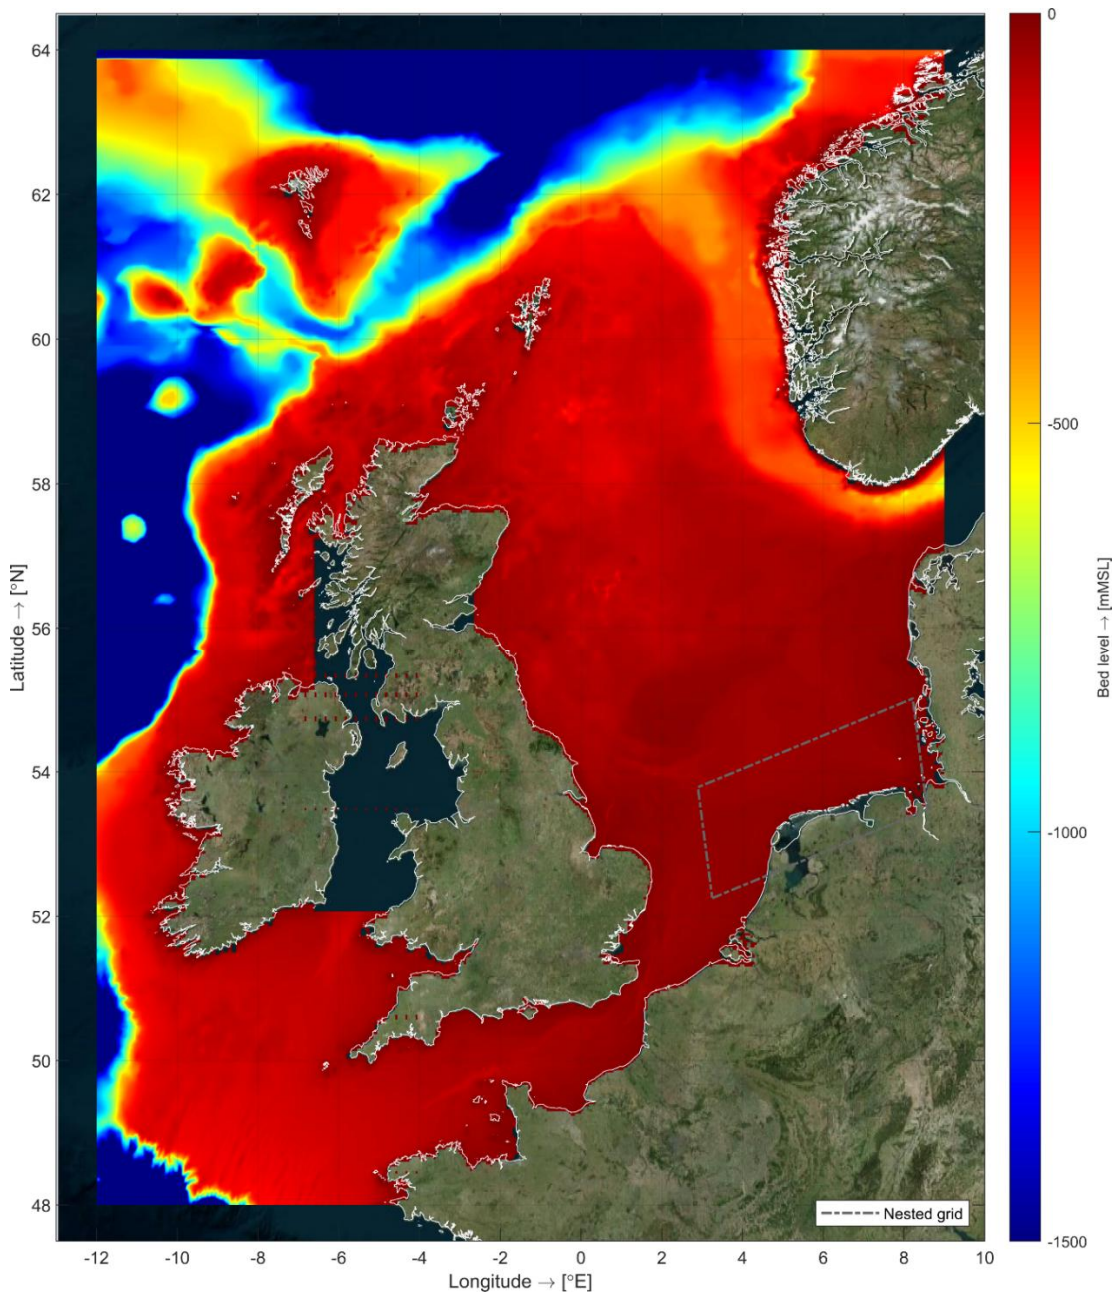 64
62
60
58
56
54
52
50
48
Latitude → [°N]
-12 -10 -8 -6 -4 -2 0 2 4 6 8 10
Longitude → [°E]
Nested grid
0
-500
-1000
-1500
Bed level → [mMSL]